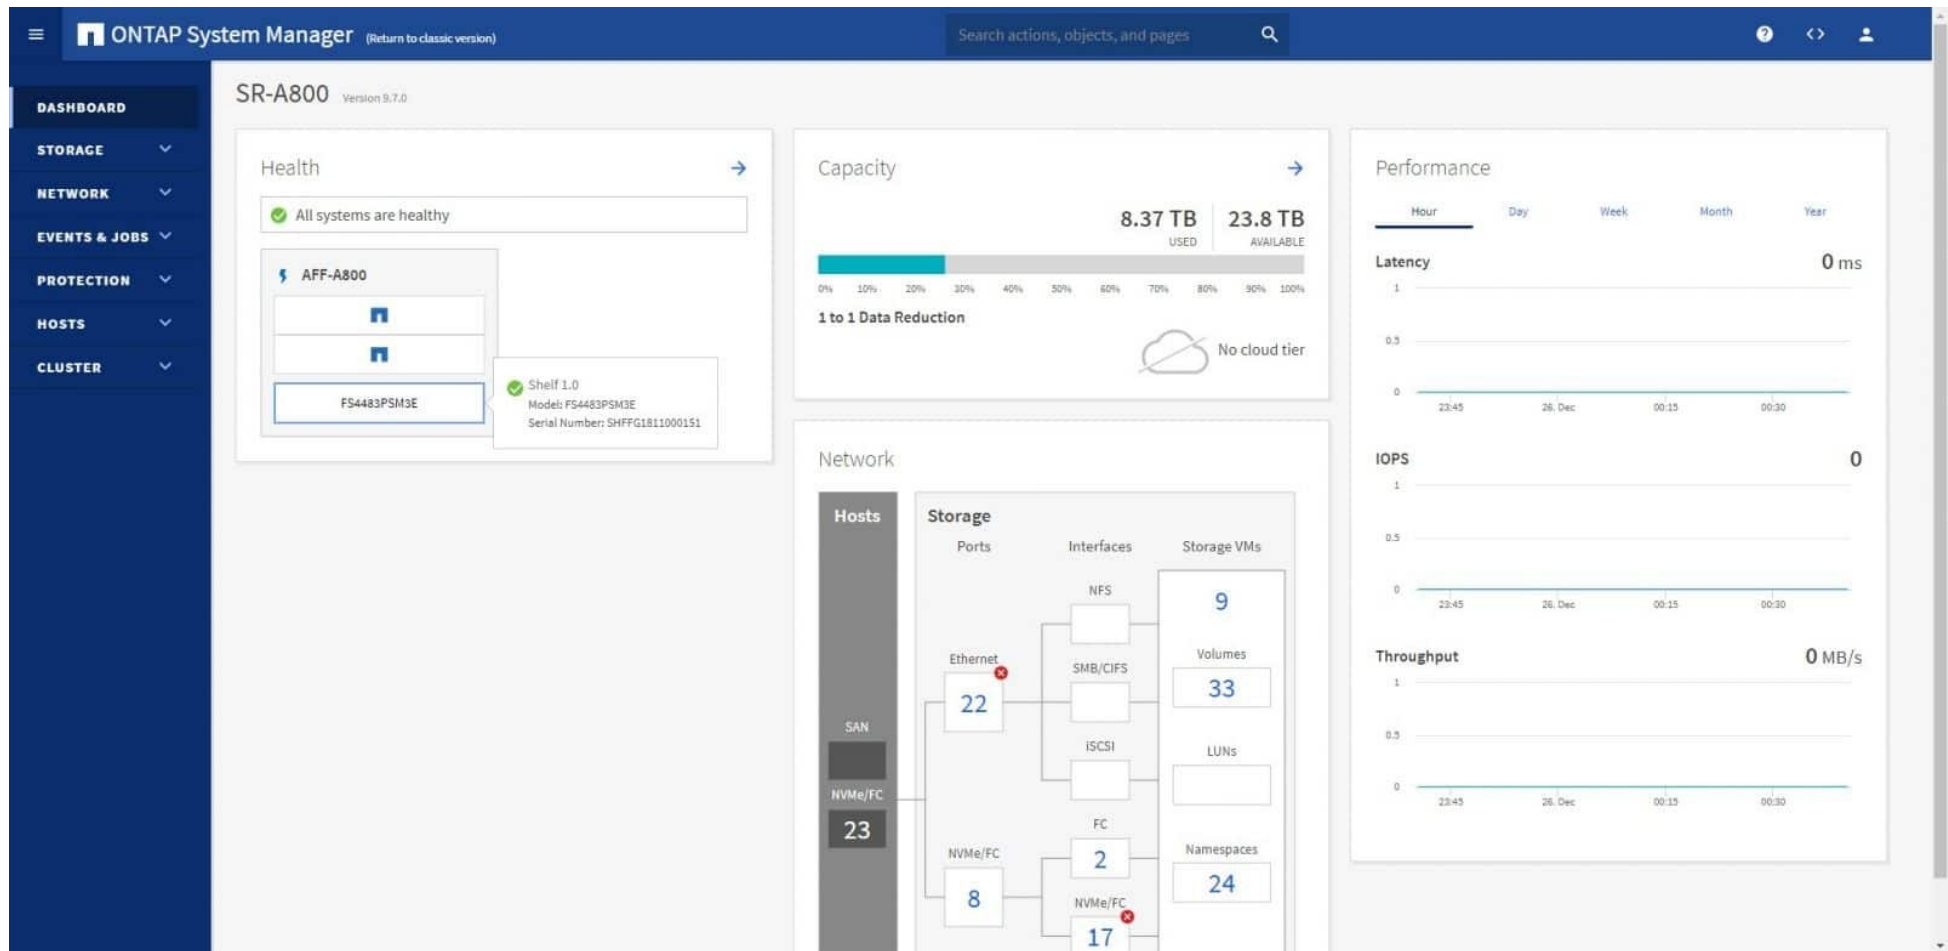 ONTAP System Manager (Return to classic version)
Search actions, objects, and pages
DASHBOARD
STORAGE
NETWORK
EVENTS & JOBS
PROTECTION
HOSTS
CLUSTER
SR-A800 Version 9.7.0
Health
All systems are healthy
AFF-A800
FS4483PSM3E
Shelf 1.0
Model: FS4483PSM3E
Serial Number: SHFFG1811000151
Capacity
8.37 TB 23.8 TB
USED AVAILABLE
0% 10% 20% 30% 40% 50% 60% 70% 80% 90% 100%
1 to 1 Data Reduction
No cloud tier
Network
Hosts
SAN
NVMe/FC
23
Storage
Ports Interfaces Storage VMs
Ethernet
22
NVMe/FC
8
NFS
SMB/CIFS
iSCSI
FC
2
NVMe/FC
17
9
Volumes
33
LUNs
Namespaces
24
Performance
Hour Day Week Month Year
Latency 0 ms
1
0.5
0
23:45 26. Dec 00:15 00:30
IOPS 0
1
0.5
0
23:45 26. Dec 00:15 00:30
Throughput 0 MB/s
1
0.5
0
23:45 26. Dec 00:15 00:30